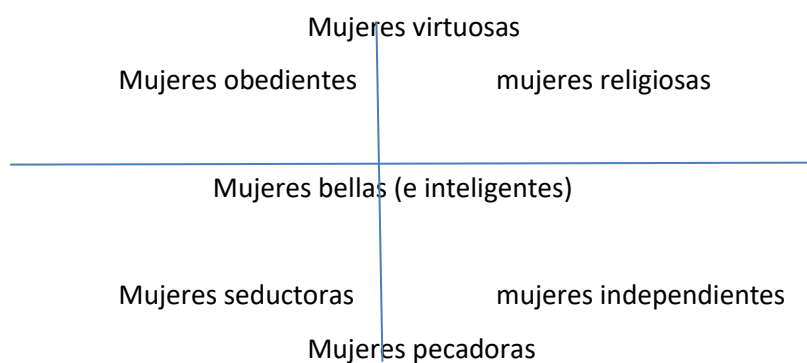 Mujeres virtuosas
Mujeres obedientes mujeres religiosas
Mujeres bellas (e inteligentes)
Mujeres seductoras mujeres independientes
Mujeres pecadoras